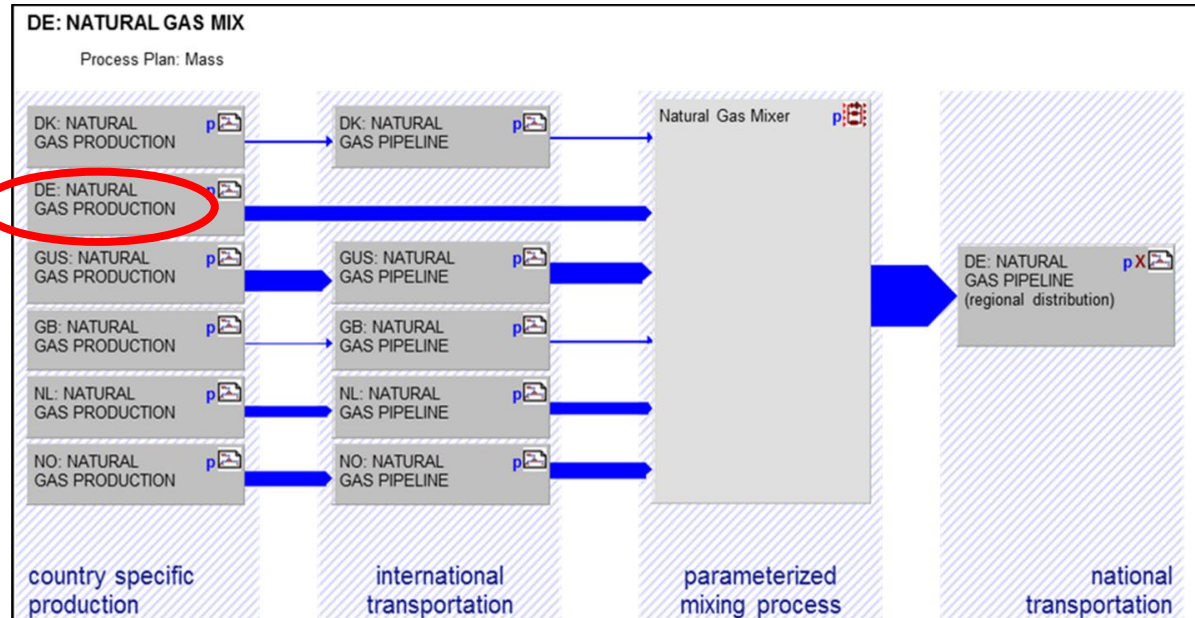 DE: NATURAL GAS MIX
Process Plan: Mass
DK: NATURAL
GAS PRODUCTION
p
DK: NATURAL
GAS PIPELINE
p
Natural Gas Mixer
p
DE: NATURAL
GAS PRODUCTION
p
GUS: NATURAL
GAS PRODUCTION
p
GUS: NATURAL
GAS PIPELINE
p
DE: NATURAL
GAS PIPELINE
(regional distribution)
pX
GB: NATURAL
GAS PRODUCTION
p
GB: NATURAL
GAS PIPELINE
p
NL: NATURAL
GAS PRODUCTION
p
NL: NATURAL
GAS PIPELINE
p
NO: NATURAL
GAS PRODUCTION
p
NO: NATURAL
GAS PIPELINE
p
country specific
production
international
transportation
parameterized
mixing process
national
transportation